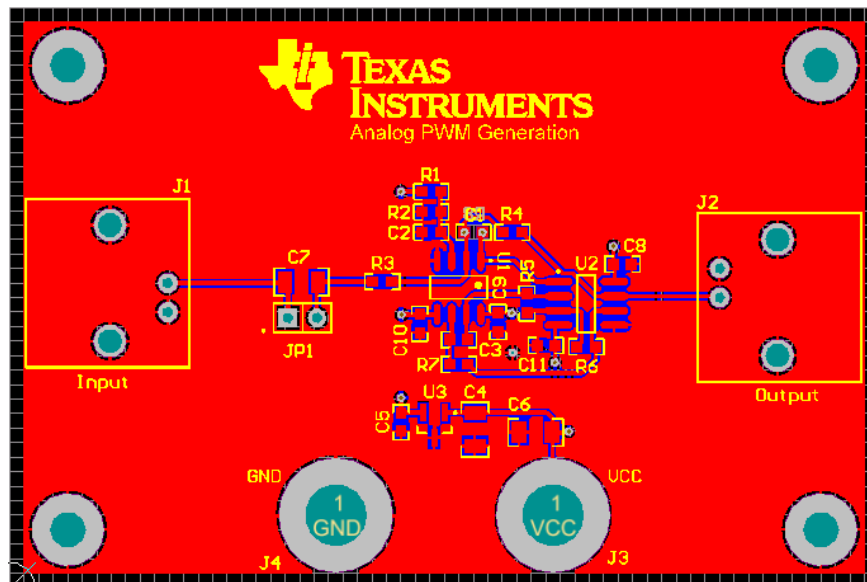 TEXAS
INSTRUMENTS
Analog PWM Generation
J1
R1
R2
C2
R4
J2
C7
R3
U1
R5
U2
C8
C9
JP1
C10
C3
R7
C11
R6
Input
Output
C5
U3
C4
C6
GND
VCC
1
GND
1
VCC
J4
J3